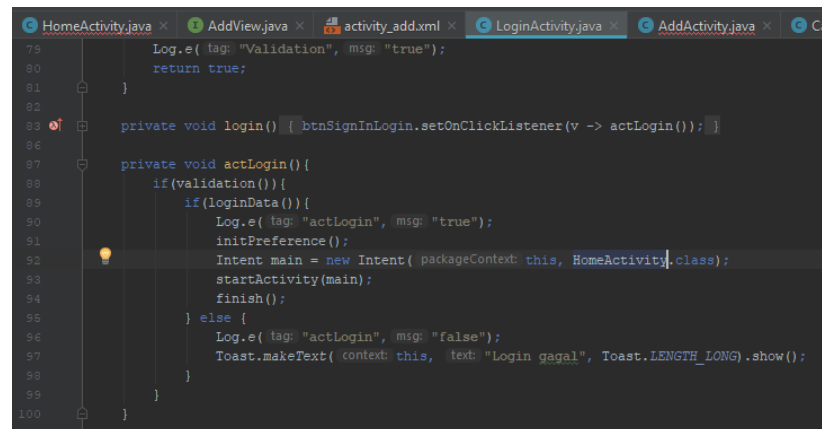 HomeActivity.java × AddView.java × activity_add.xml × LoginActivity.java × AddActivity.java ×
79 Log.e( tag: "Validation", msg: "true");
80 return true;
81 }
82
83 private void login() { btnSignInLogin.setOnClickListener(v -> actLogin()); }
86
87 private void actLogin(){
88 if(validation()){
89 if(loginData()){
90 Log.e( tag: "actLogin", msg: "true");
91 initPreference();
92 Intent main = new Intent( packageContext: this, HomeActivity.class);
93 startActivity(main);
94 finish();
95 } else {
96 Log.e( tag: "actLogin", msg: "false");
97 Toast.makeText( context: this, text: "Login gagal", Toast.LENGTH_LONG).show();
98 }
99 }
100 }